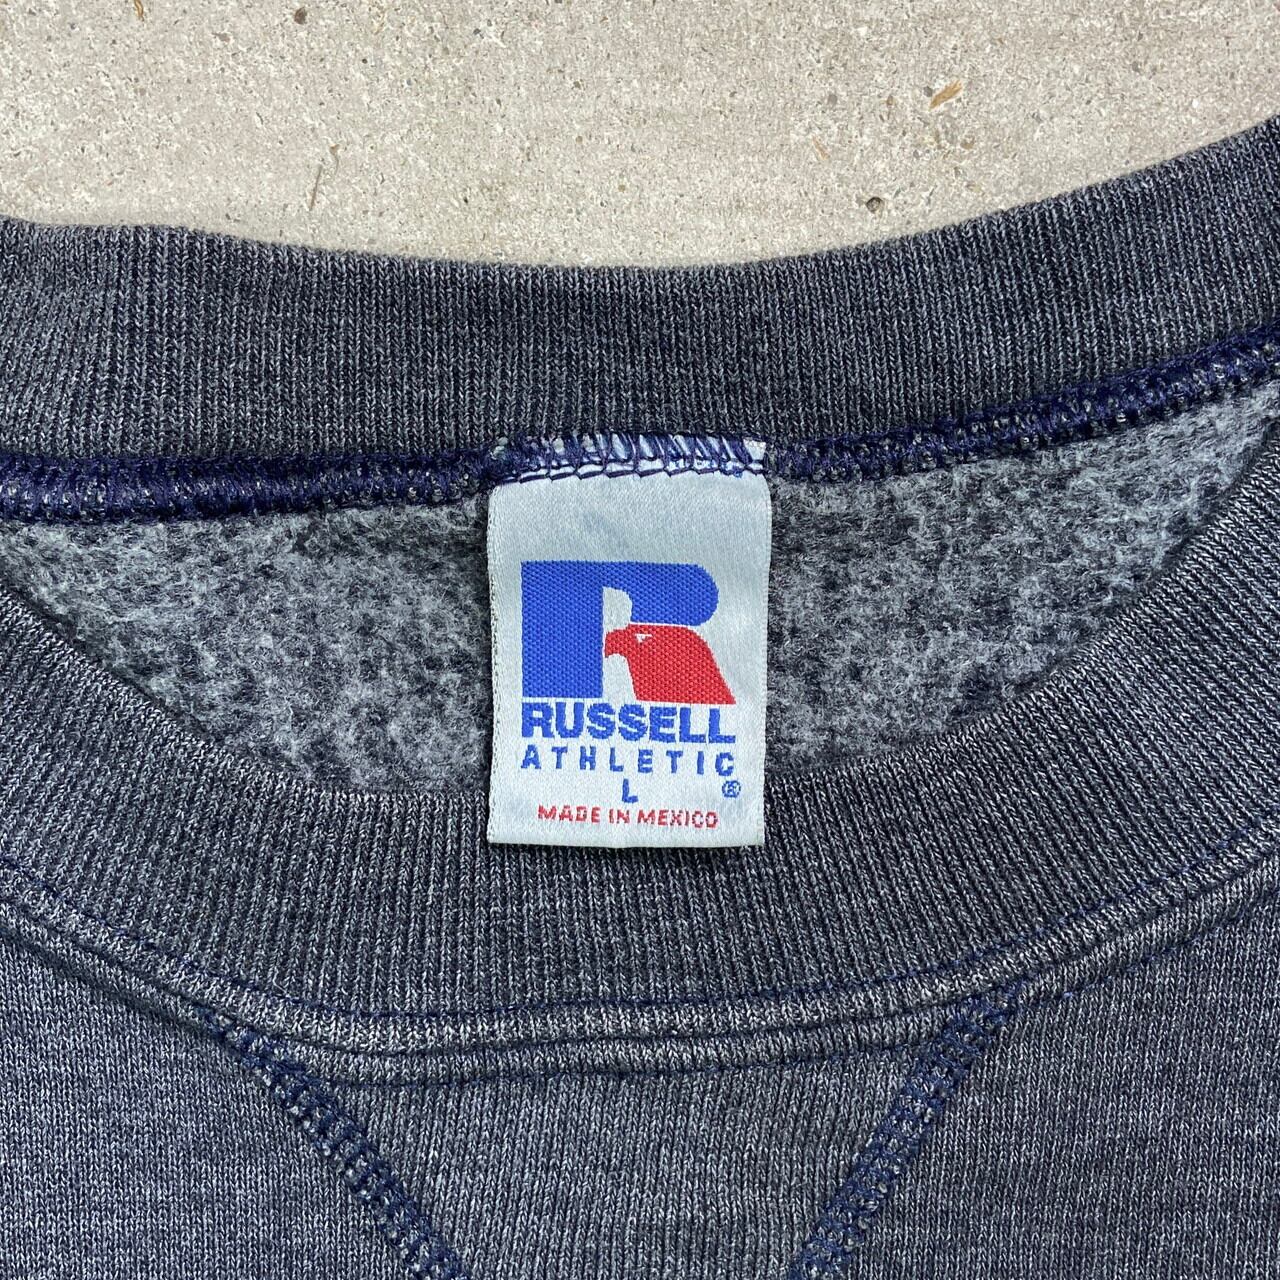 RUSSELL
ATHLETIC
L ®
MADE IN MEXICO